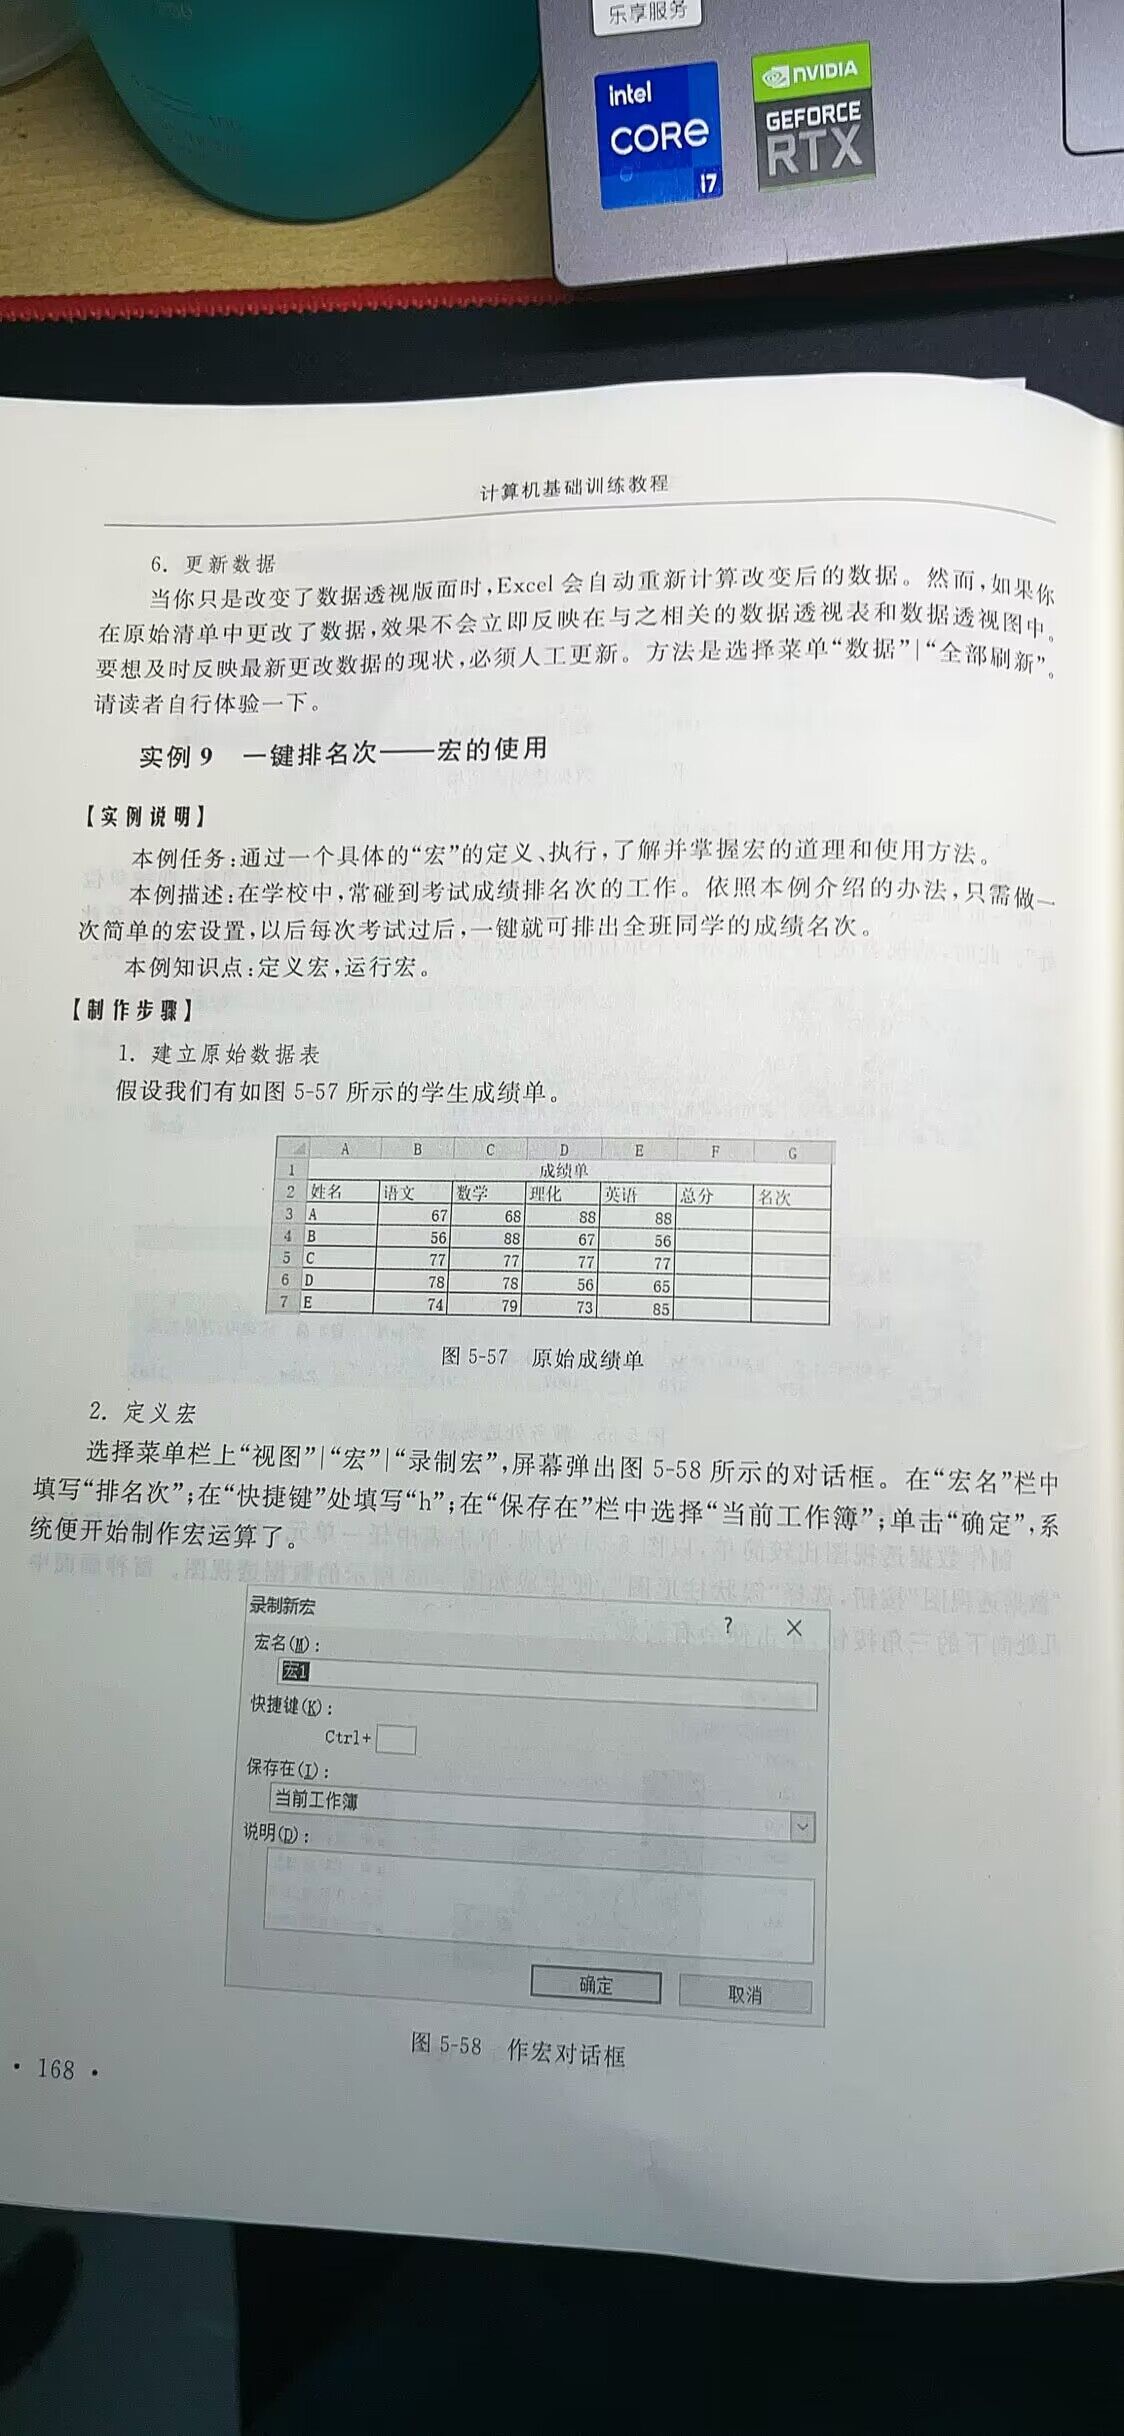 乐享服务
intel
CORe
i7
NVIDIA
GEFORCE
RTX
计算机基础训练教程
6. 更新数据
当你只是改变了数据透视版面时,Excel 会自动重新计算改变后的数据。然而,如果你
在原始清单中更改了数据,效果不会立即反映在与之相关的数据透视表和数据透视图中。
要想及时反映最新更改数据的现状,必须人工更新。方法是选择菜单“数据”|“全部刷新”。
请读者自行体验一下。
实例 9 一键排名次——宏的使用
【实例说明】
本例任务:通过一个具体的“宏”的定义、执行,了解并掌握宏的道理和使用方法。
本例描述:在学校中,常碰到考试成绩排名次的工作。依照本例介绍的办法,只需做一
次简单的宏设置,以后每次考试过后,一键就可排出全班同学的成绩名次。
本例知识点:定义宏,运行宏。
【制作步骤】
1. 建立原始数据表
假设我们有如图 5-57 所示的学生成绩单。
A B C D E F G
1 成绩单
2 姓名 语文 数学 理化 英语 总分 名次
3 A 67 68 88 88
4 B 56 88 67 56
5 C 77 77 77 77
6 D 78 78 56 65
7 E 74 79 73 85
图 5-57 原始成绩单
2. 定义宏
选择菜单栏上“视图”|“宏”|“录制宏”,屏幕弹出图 5-58 所示的对话框。在“宏名”栏中
填写“排名次”;在“快捷键”处填写“h”;在“保存在”栏中选择“当前工作簿”;单击“确定”,系
统便开始制作宏运算了。
录制新宏 ? ×
宏名(M):
宏1
快捷键(K):
Ctrl+
保存在(I):
当前工作簿
说明(D):
确定 取消
图 5-58 作宏对话框
· 168 ·